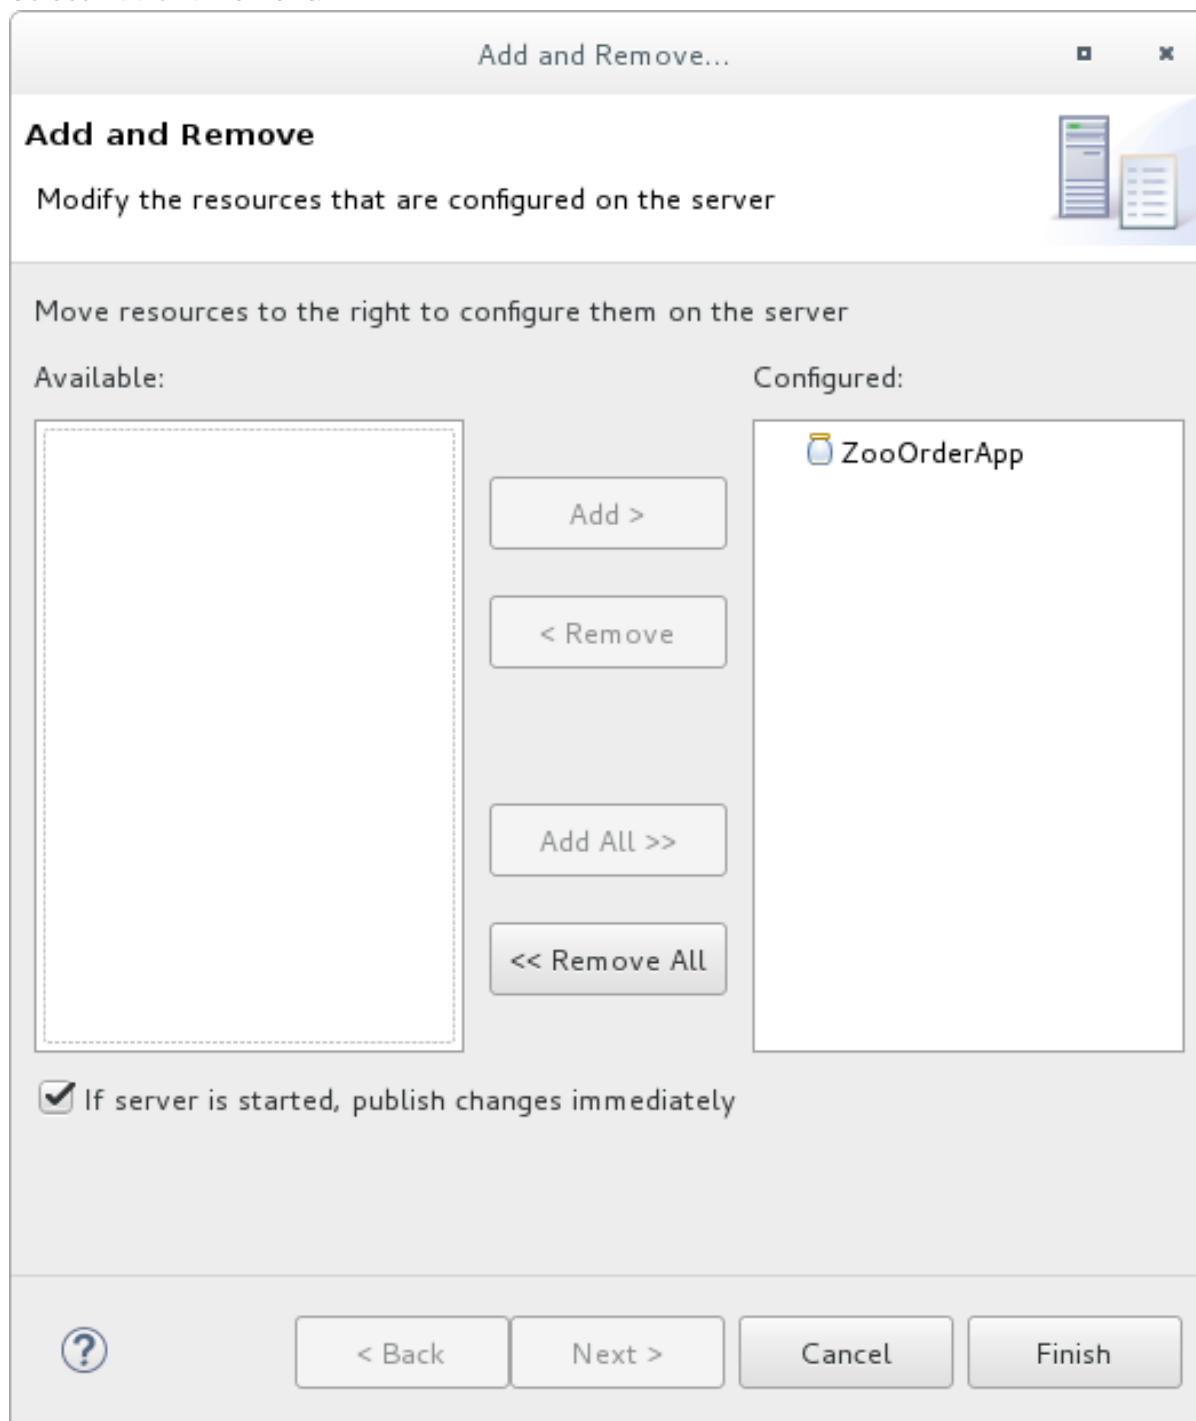 Add and Remove...
Add and Remove
Modify the resources that are configured on the server
Move resources to the right to configure them on the server
Available:
Configured:
ZooOrderApp
Add >
< Remove
Add All >>
<< Remove All
If server is started, publish changes immediately
?
< Back
Next >
Cancel
Finish